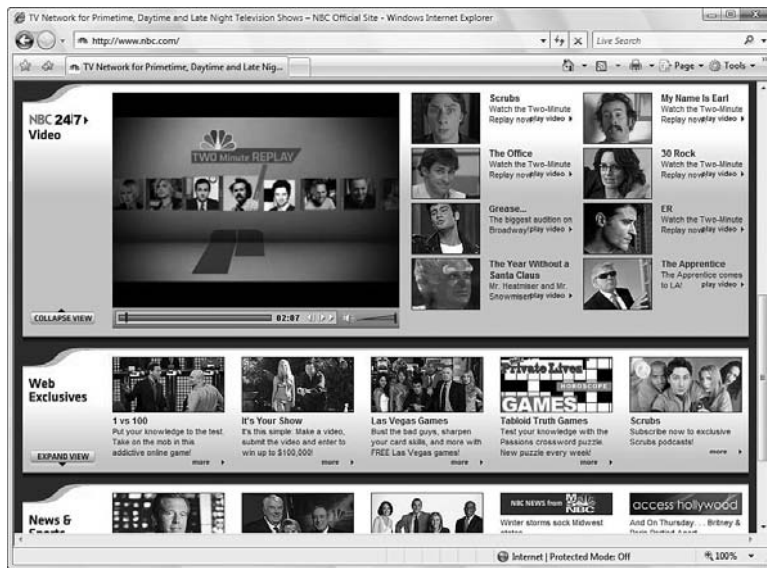 TV Network for Primetime, Daytime and Late Night Television Shows – NBC Official Site - Windows Internet Explorer
http://www.nbc.com/
Live Search
TV Network for Primetime, Daytime and Late Nig...
Page
Tools
NBC 24/7
Video
COLLAPSE VIEW
TWO Minute REPLAY
02:07
Scrubs
Watch the Two-Minute
Replay now play video
My Name Is Earl
Watch the Two-Minute
Replay now play video
The Office
Watch the Two-Minute
Replay now play video
30 Rock
Watch the Two-Minute
Replay now play video
Grease...
The biggest audition on
Broadway! play video
ER
Watch the Two-Minute
Replay now play video
The Year Without a
Santa Claus
Mr. Heatmiser and Mr.
Snowmiser play video
The Apprentice
The Apprentice comes
to LA! play video
Web
Exclusives
EXPAND VIEW
1 vs 100
Put your knowledge to the test.
Take on the mob in this
addictive online game!
more
It's Your Show
It's this simple: Make a video,
submit the video and enter to
win up to $100,000!
more
Las Vegas Games
Bust the bad guys, sharpen
your card skills, and more with
FREE Las Vegas games!
more
Private Lives
HOROSCOPE
GAMES
Tabloid Truth Games
Test your knowledge with the
Passions crossword puzzle.
New puzzle every week!
more
Scrubs
Subscribe now to exclusive
Scrubs podcasts!
more
News &
Sports
NBC NEWS from
NBC
Winter storms sock Midwest
states
access hollywood
And On Thursday. . . Britney &
Paris Partied Apart
Internet | Protected Mode: Off
100%